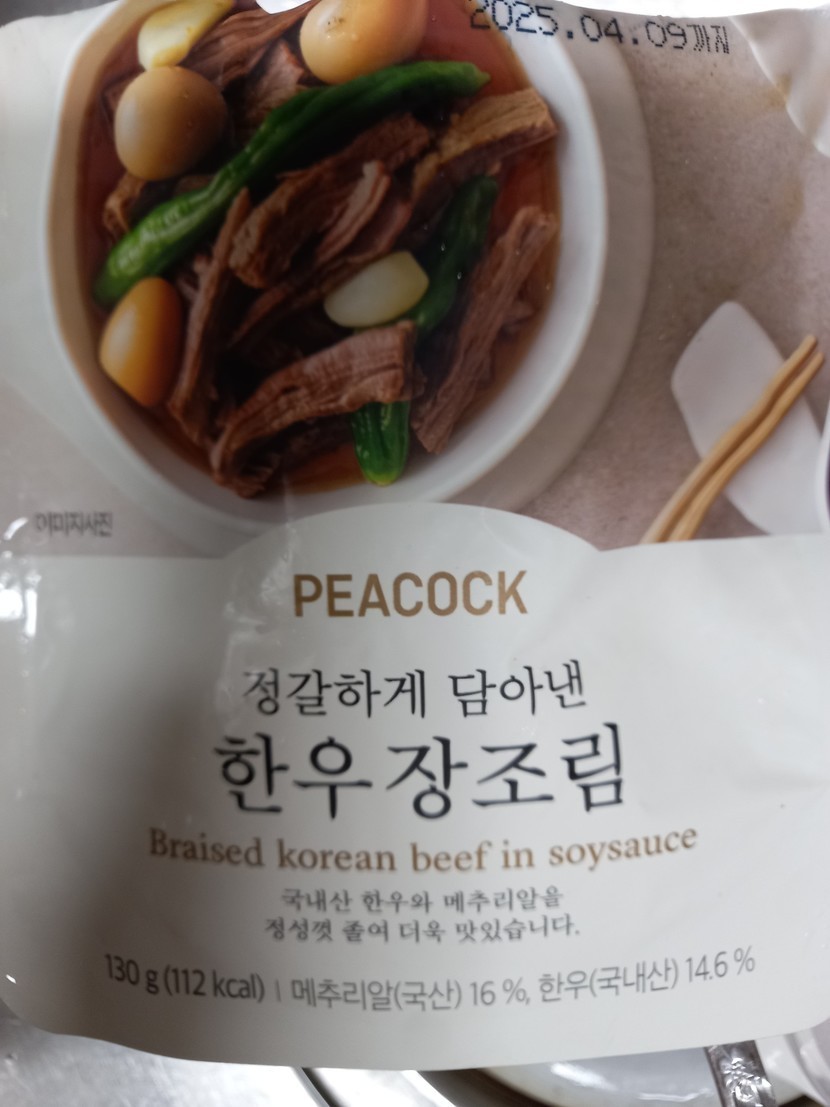 2025.04.09까지
이미지사진
PEACOCK
정갈하게 담아낸
한우장조림
Braised korean beef in soysauce
국내산 한우와 메추리알을
정성껏 졸여 더욱 맛있습니다.
130 g (112 kcal) | 메추리알(국산) 16 %, 한우(국내산) 14.6 %